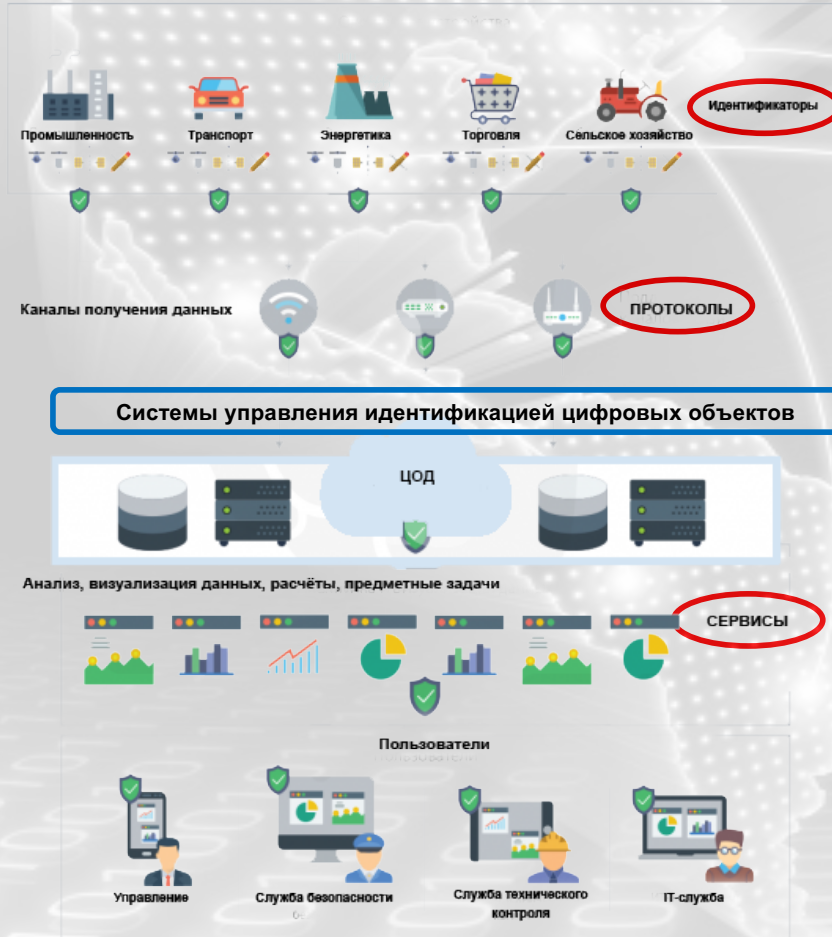 Идентификаторы
Промышленность
Транспорт
Энергетика
Торговля
Сельское хозяйство
Каналы получения данных
ПРОТОКОЛЫ
Системы управления идентификацией цифровых объектов
ЦОД
Анализ, визуализация данных, расчёты, предметные задачи
СЕРВИСЫ
Пользователи
Управление
Служба безопасности
Служба технического
контроля
IT-служба